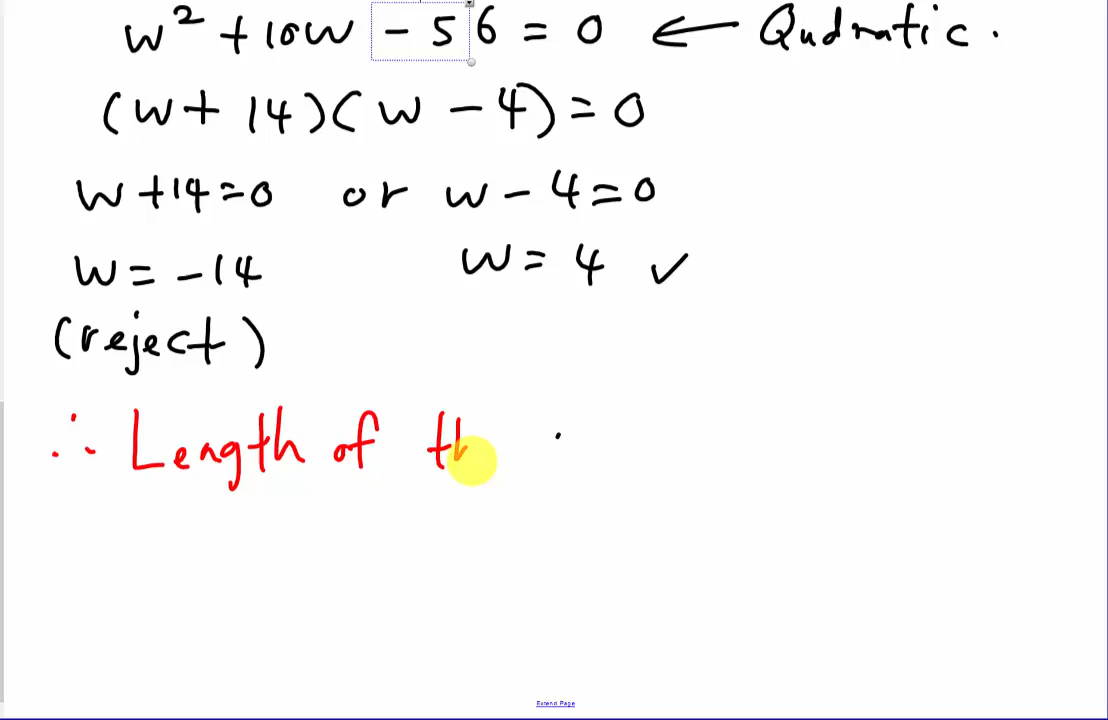 w² + 10w - 56 = 0 ← Qudratic.
(w + 14)(w - 4) = 0
w + 14 = 0 or w - 4 = 0
w = -14 w = 4 ✓
(reject)
∴ Length of th
Extend Page